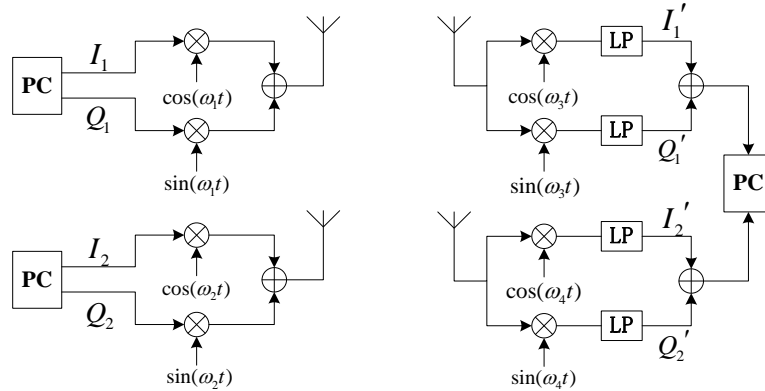 I₁
PC
cos(ω₁t)
Q₁
sin(ω₁t)
I₂
PC
cos(ω₂t)
Q₂
sin(ω₂t)
LP
I₁′
cos(ω₃t)
LP
Q₁′
sin(ω₃t)
PC
LP
I₂′
cos(ω₄t)
LP
Q₂′
sin(ω₄t)